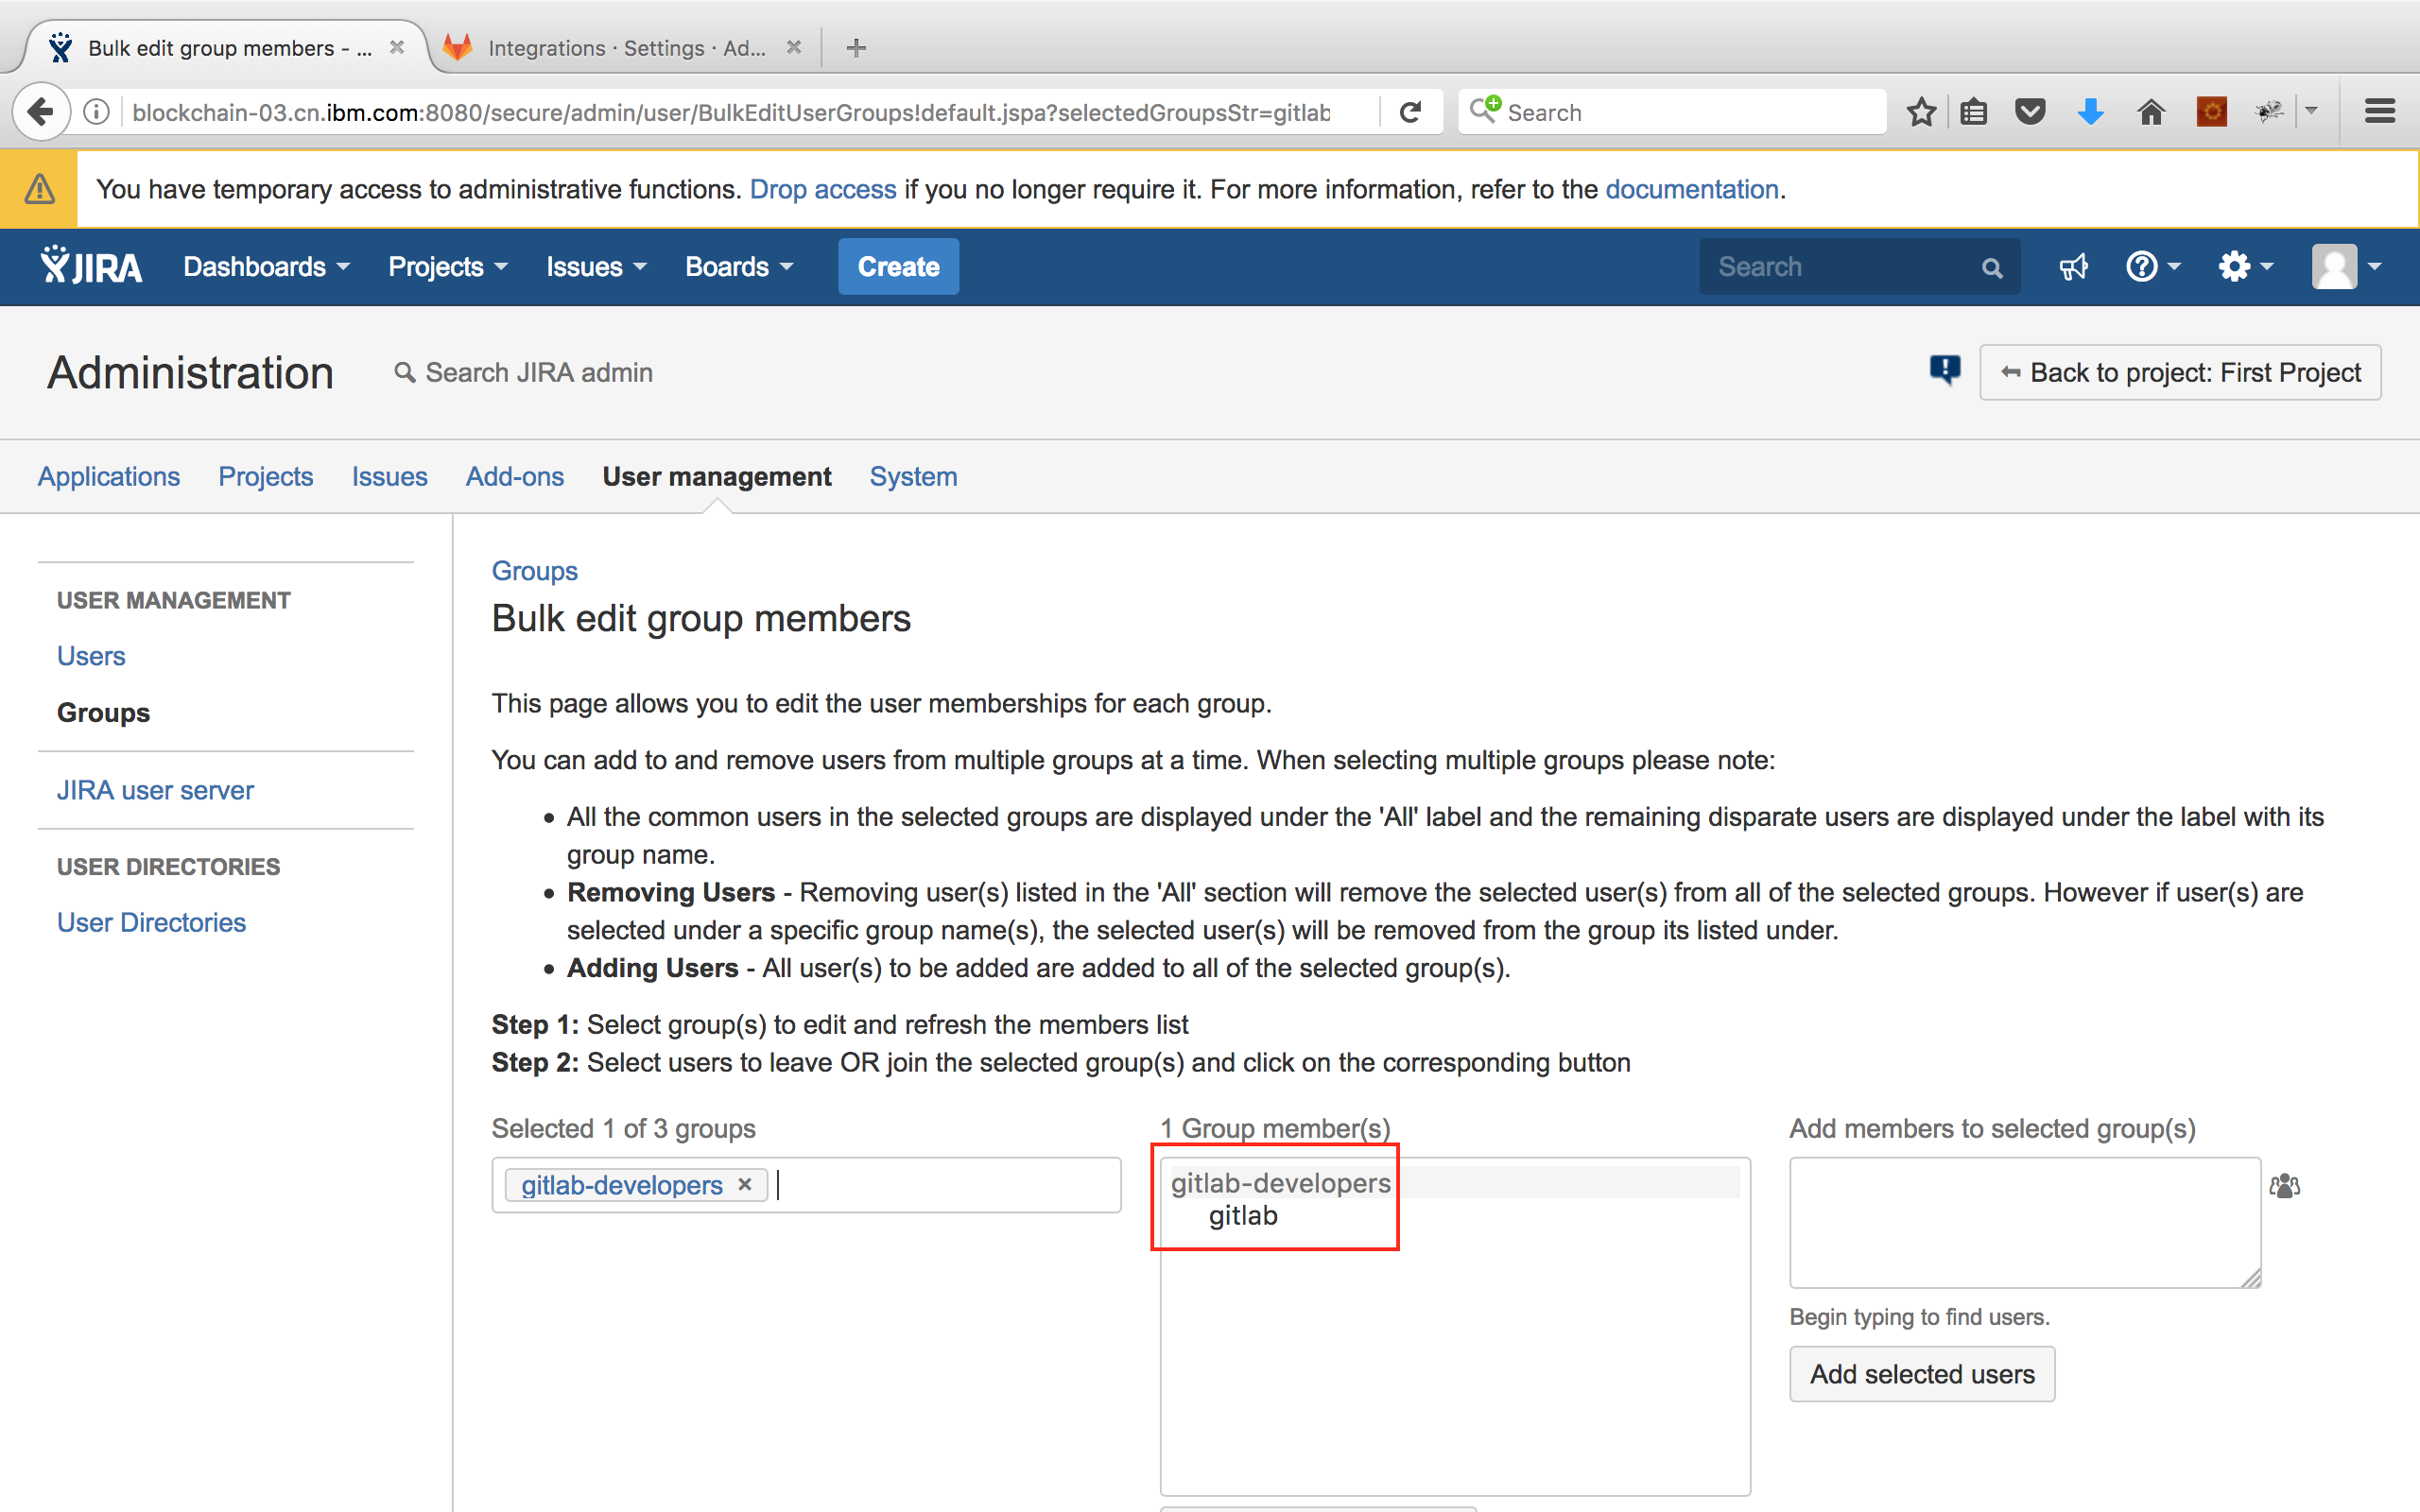 Bulk edit group members - ...
Integrations · Settings · Ad...
blockchain-03.cn.ibm.com:8080/secure/admin/user/BulkEditUserGroups!default.jspa?selectedGroupsStr=gitlab
Search
You have temporary access to administrative functions. Drop access if you no longer require it. For more information, refer to the documentation.
JIRA
Dashboards
Projects
Issues
Boards
Create
Search
Administration
Search JIRA admin
Back to project: First Project
Applications
Projects
Issues
Add-ons
User management
System
USER MANAGEMENT
Users
Groups
JIRA user server
USER DIRECTORIES
User Directories
Groups
Bulk edit group members
This page allows you to edit the user memberships for each group.
You can add to and remove users from multiple groups at a time. When selecting multiple groups please note:
• All the common users in the selected groups are displayed under the 'All' label and the remaining disparate users are displayed under the label with its
group name.
• Removing Users - Removing user(s) listed in the 'All' section will remove the selected user(s) from all of the selected groups. However if user(s) are
selected under a specific group name(s), the selected user(s) will be removed from the group its listed under.
• Adding Users - All user(s) to be added are added to all of the selected group(s).
Step 1: Select group(s) to edit and refresh the members list
Step 2: Select users to leave OR join the selected group(s) and click on the corresponding button
Selected 1 of 3 groups
gitlab-developers
1 Group member(s)
gitlab-developers
gitlab
Add members to selected group(s)
Begin typing to find users.
Add selected users